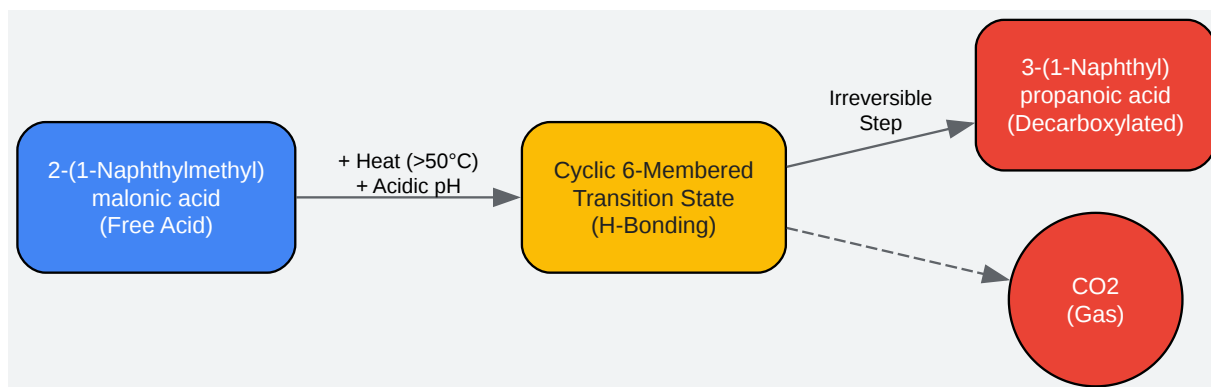 2-(1-Naphthylmethyl)
malonic acid
(Free Acid)
+ Heat (>50°C)
+ Acidic pH
Cyclic 6-Membered
Transition State
(H-Bonding)
Irreversible
Step
3-(1-Naphthyl)
propanoic acid
(Decarboxylated)
CO2
(Gas)